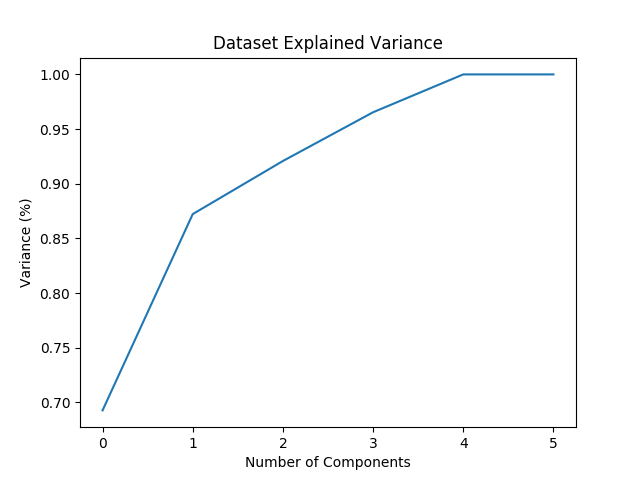 Dataset Explained Variance
1.00
0.95
0.90
0.85
0.80
0.75
0.70
Variance (%)
0 1 2 3 4 5
Number of Components